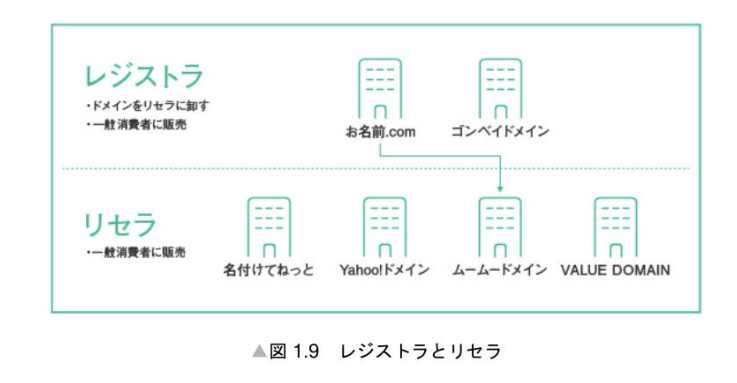 レジストラ
・ドメインをリセラに卸す
・一般消費者に販売
お名前.com
ゴンベイドメイン
リセラ
・一般消費者に販売
名付けてねっと
Yahoo!ドメイン
ムームードメイン
VALUE DOMAIN
▲図 1.9　レジストラとリセラ